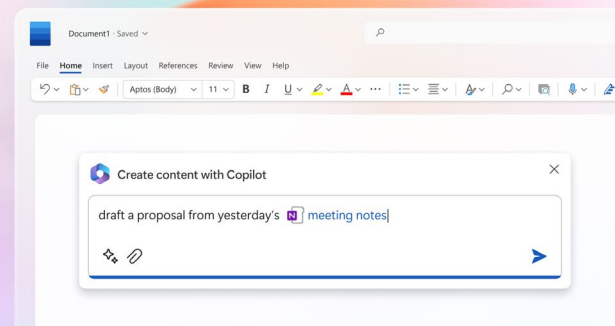 Document1 · Saved
File Home Insert Layout References Review View Help
Aptos (Body) 11 B I U A A
Create content with Copilot
draft a proposal from yesterday's N meeting notes